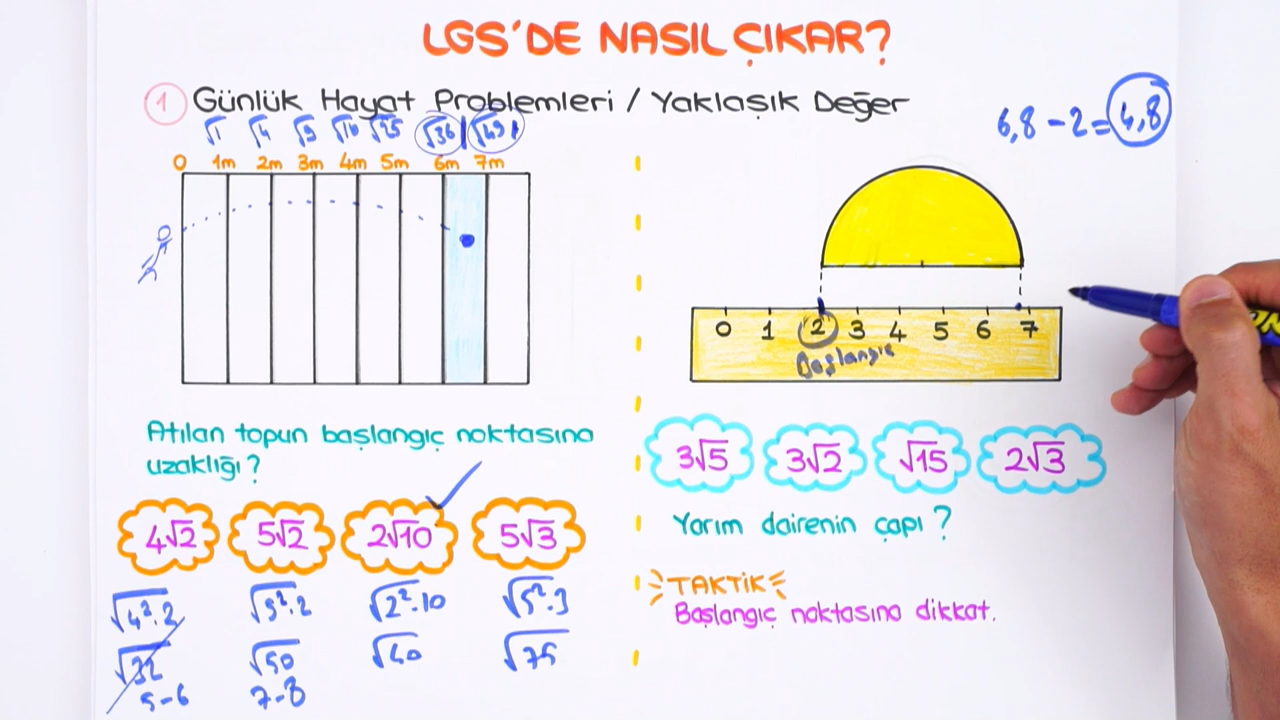 LGS'DE NASIL ÇIKAR?
1 Günlük Hayat Problemleri / Yaklaşık Değer
6,8 - 2 = 4,8
√1 √4 √9 √16 √25 √36 √49
0 1m 2m 3m 4m 5m 6m 7m
0 1 2 3 4 5 6 7
Başlangıç
Atılan topun başlangıç noktasına
uzaklığı?
4√2 5√2 2√10 5√3
√4².2 √5².2 √2².10 √5².3
√32 √50 √40 √75
5-6 7-8
3√5 3√2 √15 2√3
Yarım dairenin çapı?
TAKTİK
Başlangıç noktasına dikkat.